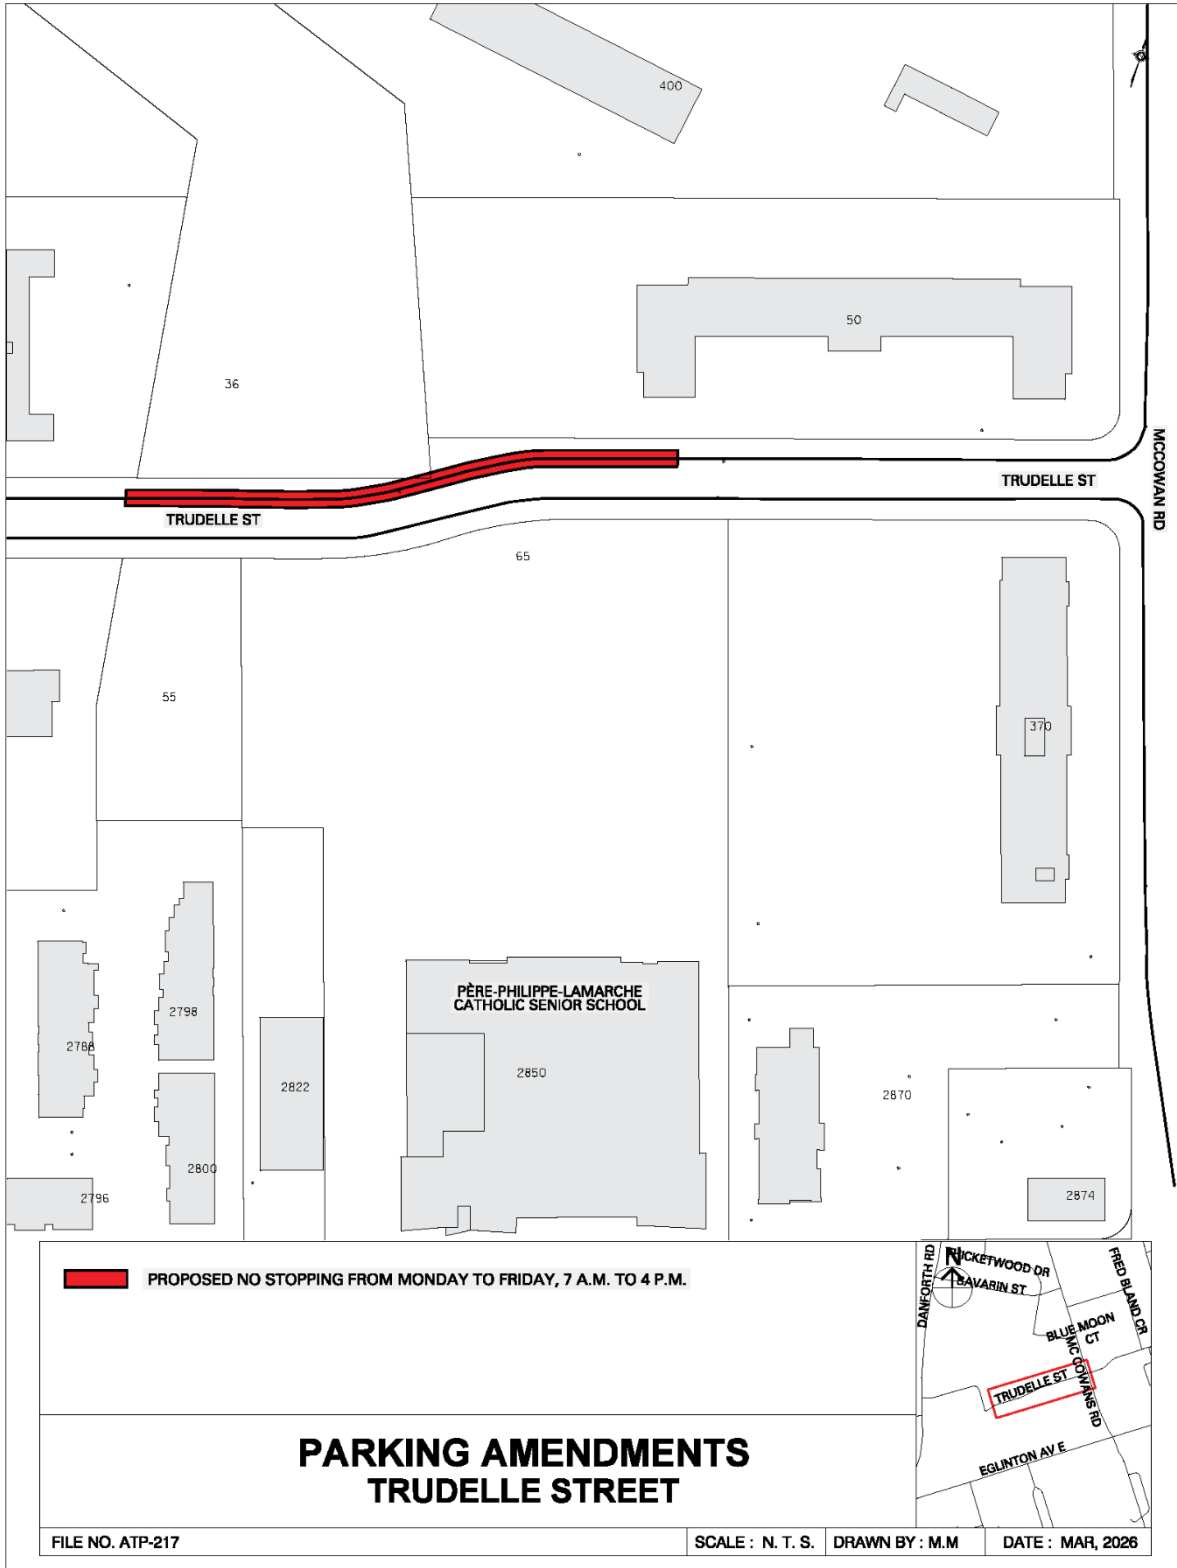 400
50
36
MCCOWAN RD
TRUDELLE ST
TRUDELLE ST
65
55
370
PÈRE-PHILIPPE-LAMARCHE
CATHOLIC SENIOR SCHOOL
2798
2788
2850
2822
2870
2800
2796
2874
PROPOSED NO STOPPING FROM MONDAY TO FRIDAY, 7 A.M. TO 4 P.M.
N
DANFORTH RD
SAVARIN ST
FRED BLAND CR
BLUE MOON
CT
MC COWANS RD
TRUDELLE ST
EGLINTON AV E
PARKING AMENDMENTS
TRUDELLE STREET
FILE NO. ATP-217
SCALE : N. T. S.
DRAWN BY : M.M
DATE : MAR, 2026